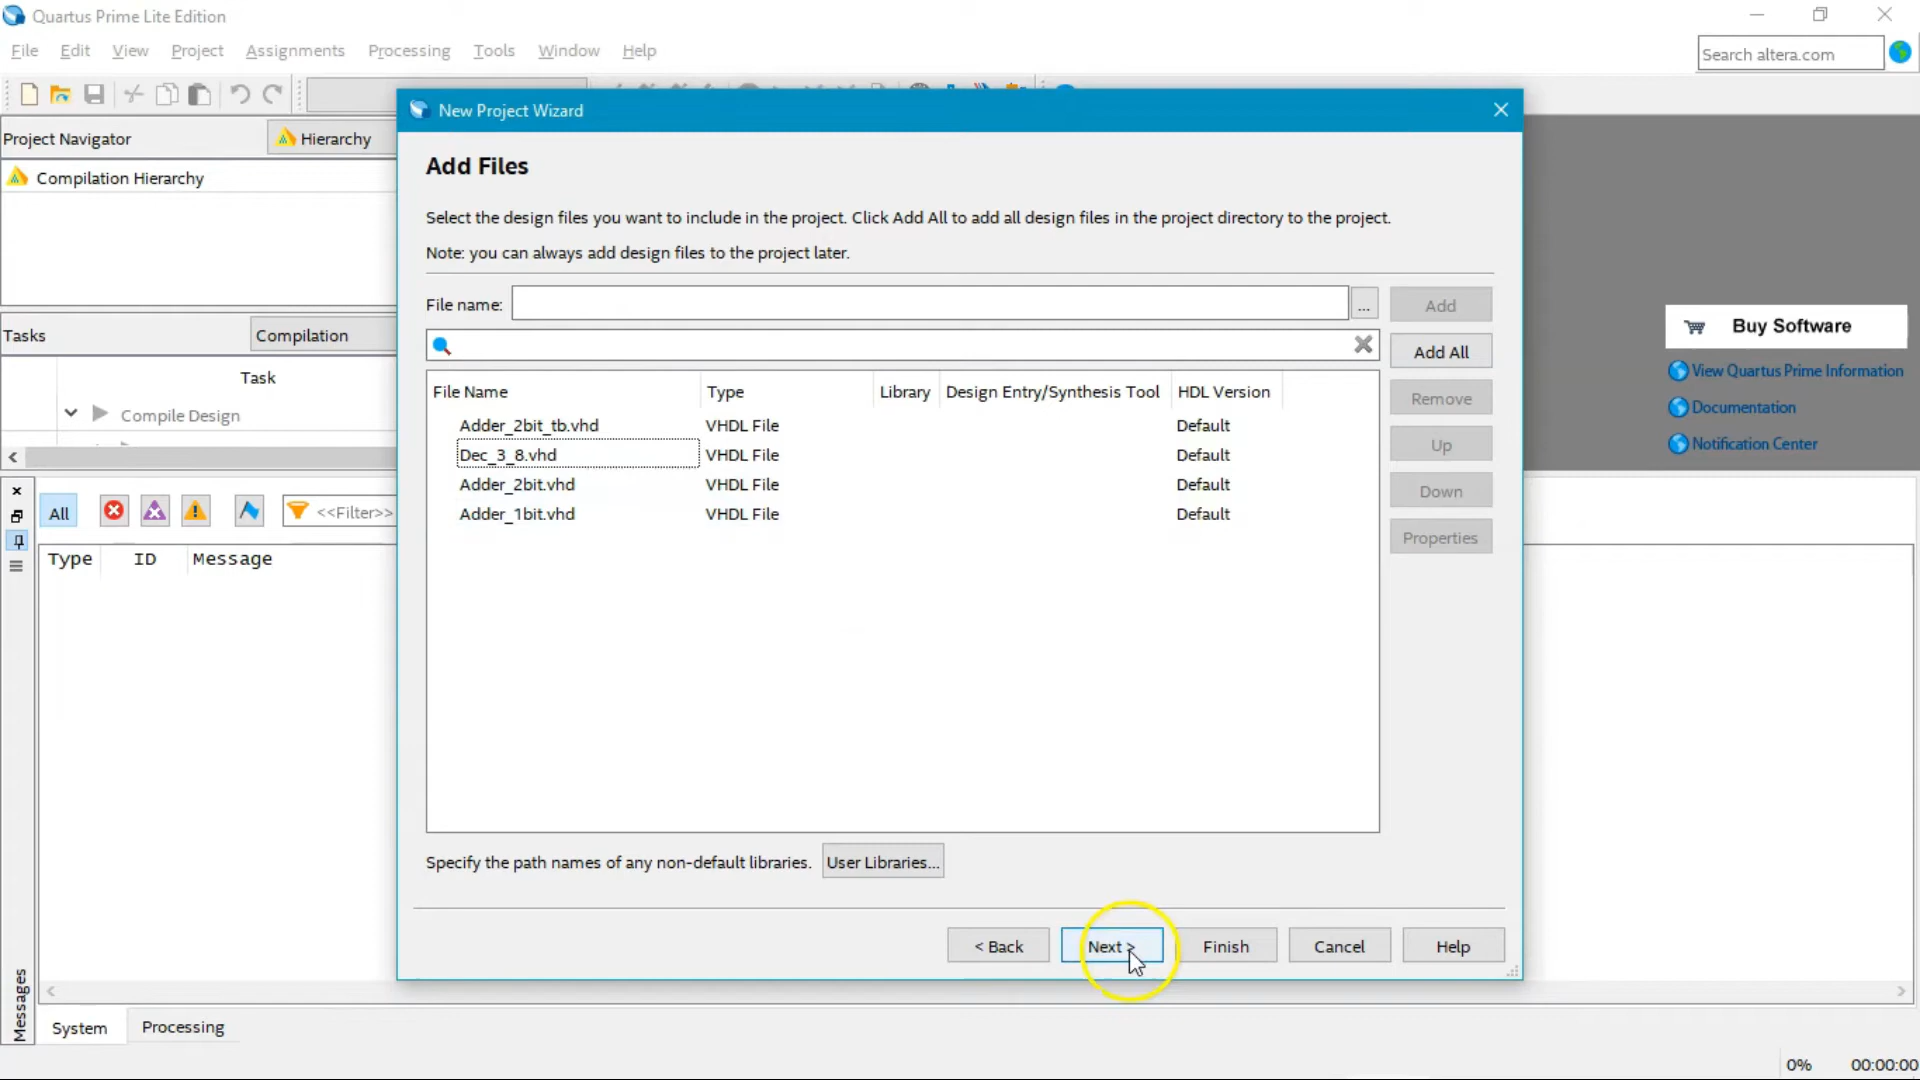 Quartus Prime Lite Edition
File Edit View Project Assignments Processing Tools Window Help
Search altera.com
New Project Wizard
Project Navigator
Hierarchy
Compilation Hierarchy
Add Files
Select the design files you want to include in the project. Click Add All to add all design files in the project directory to the project.
Note: you can always add design files to the project later.
File name:
...
Add
Tasks
Compilation
Add All
Buy Software
Task
View Quartus Prime Information
File Name Type Library Design Entry/Synthesis Tool HDL Version
Remove
Compile Design
Documentation
Adder_2bit_tb.vhd VHDL File Default
Up
Notification Center
Dec_3_8.vhd VHDL File Default
Adder_2bit.vhd VHDL File Default
Down
Adder_1bit.vhd VHDL File Default
All
<<Filter>>
Properties
Type ID Message
Specify the path names of any non-default libraries.
User Libraries...
< Back
Next >
Finish
Cancel
Help
Messages
System
Processing
0% 00:00:00